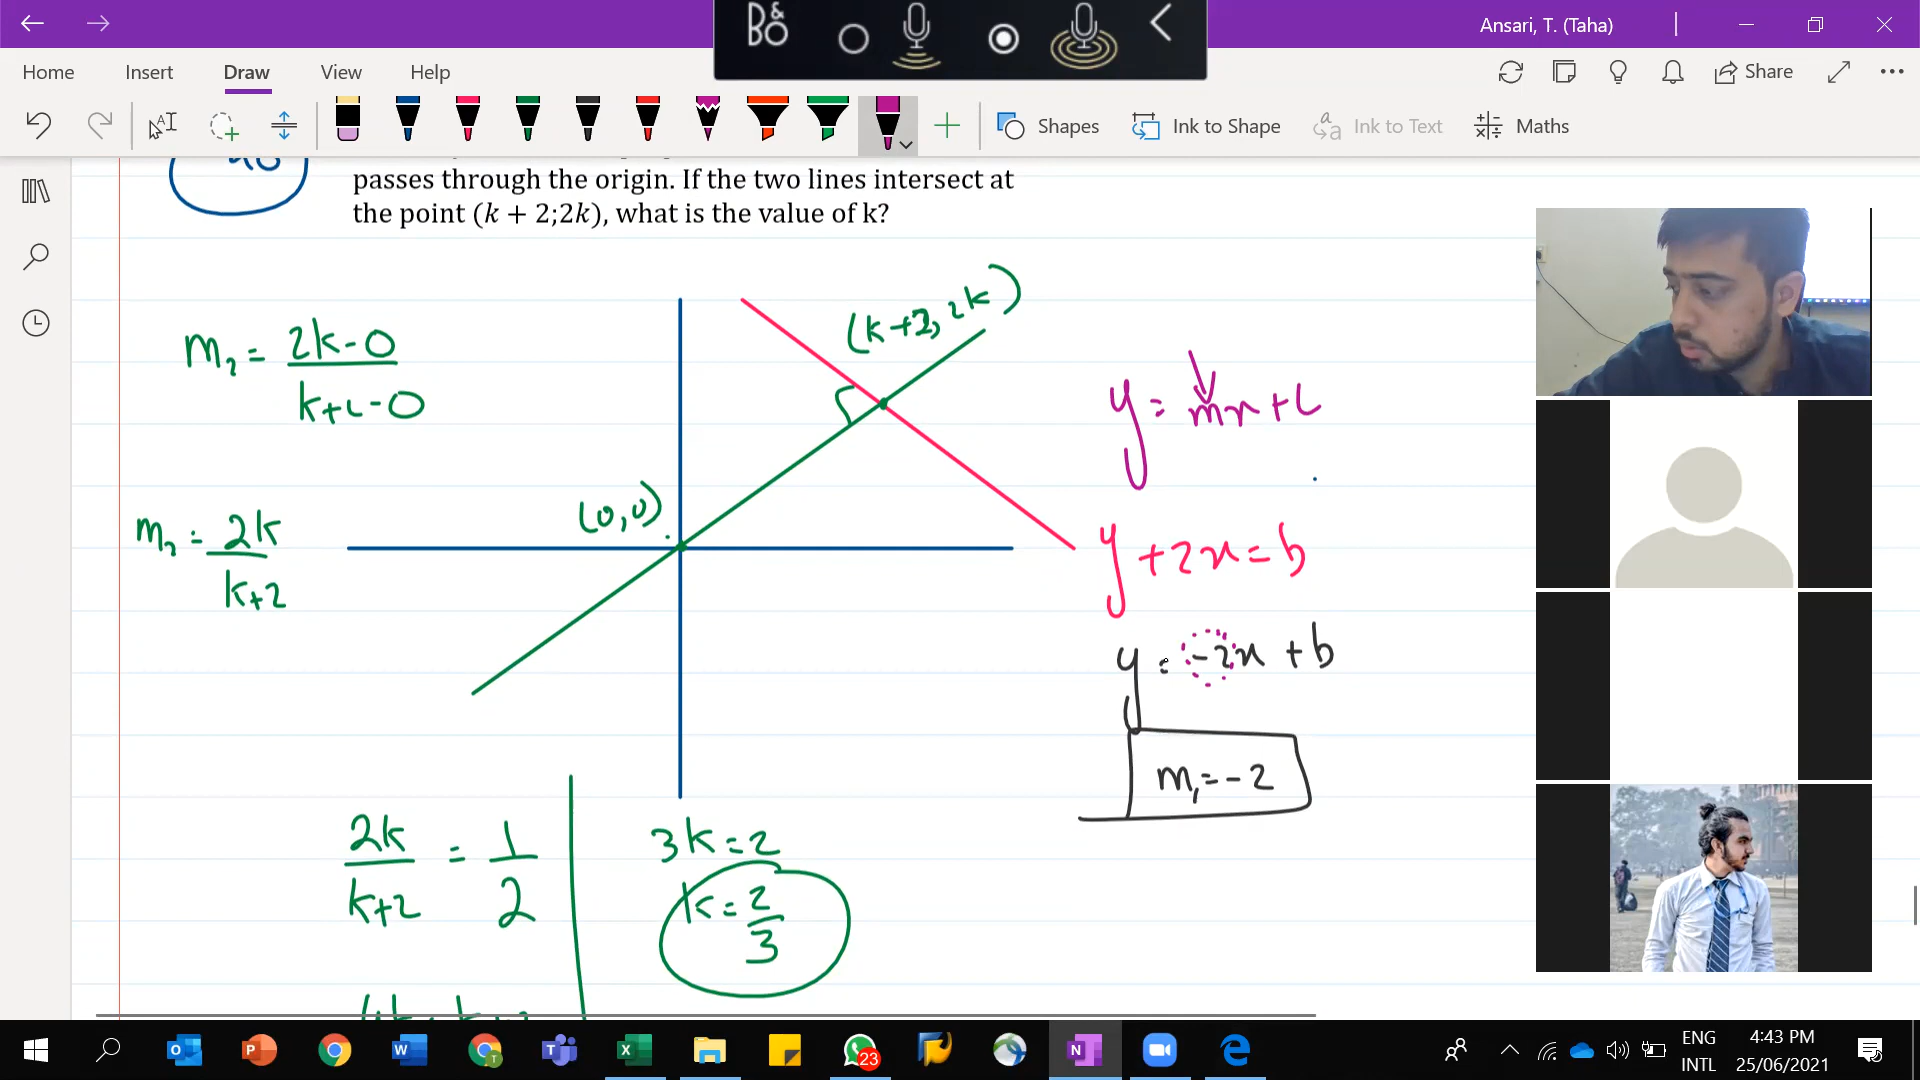 Ansari, T. (Taha)
B&O
Home Insert Draw View Help
Share
Shapes Ink to Shape Ink to Text Maths
passes through the origin. If the two lines intersect at
the point (k + 2;2k), what is the value of k?
(k+2, 2k)
m₂ = 2k-0
k+2-0
y = mx+c
(0,0)
m₂ = 2k
k+2
y+2x=b
y = -2x+b
m₁=-2
2k/k+2 = 1/2
3k=2
k=2/3
23
ENG
INTL
4:43 PM
25/06/2021